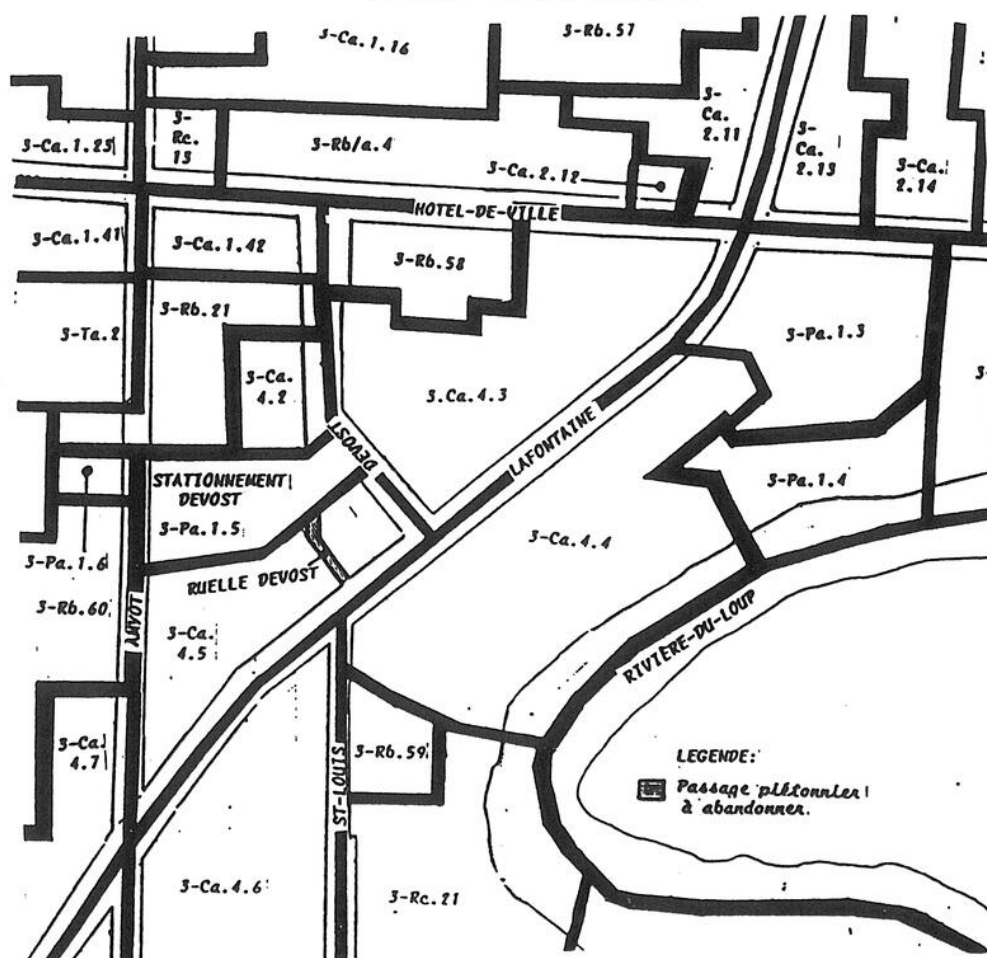 3-Ca.1.16
3-Rb.57
3-Ca.1.25
3-
Rc.
13
3-Rb/a.4
3-
Ca.
2.11
3-
Ca.
2.13
3-Ca.
2.14
3-Ca.2.12
HOTEL-DE-VILLE
3-Ca.1.41
3-Ca.1.42
3-Rb.58
3-Ta.2
3-Rb.21
3-Pa.1.3
3-
3-Ca.
4.2
3.Ca.4.3
DEVOST
LAFONTAINE
STATIONNEMENT
DEVOST
3-Pa.1.5
3-Pa.1.4
3-Ca.4.4
3-Pa.1.6
RUELLE DEVOST
3-Rb.60
AMYOT
3-Ca.
4.5
RIVIERE-DU-LOUP
3-Ca
4.7
ST-LOUIS
3-Rb.59
LEGENDE:
Passage piétonnier
à abandonner.
3-Ca.4.6
3-Rc.21